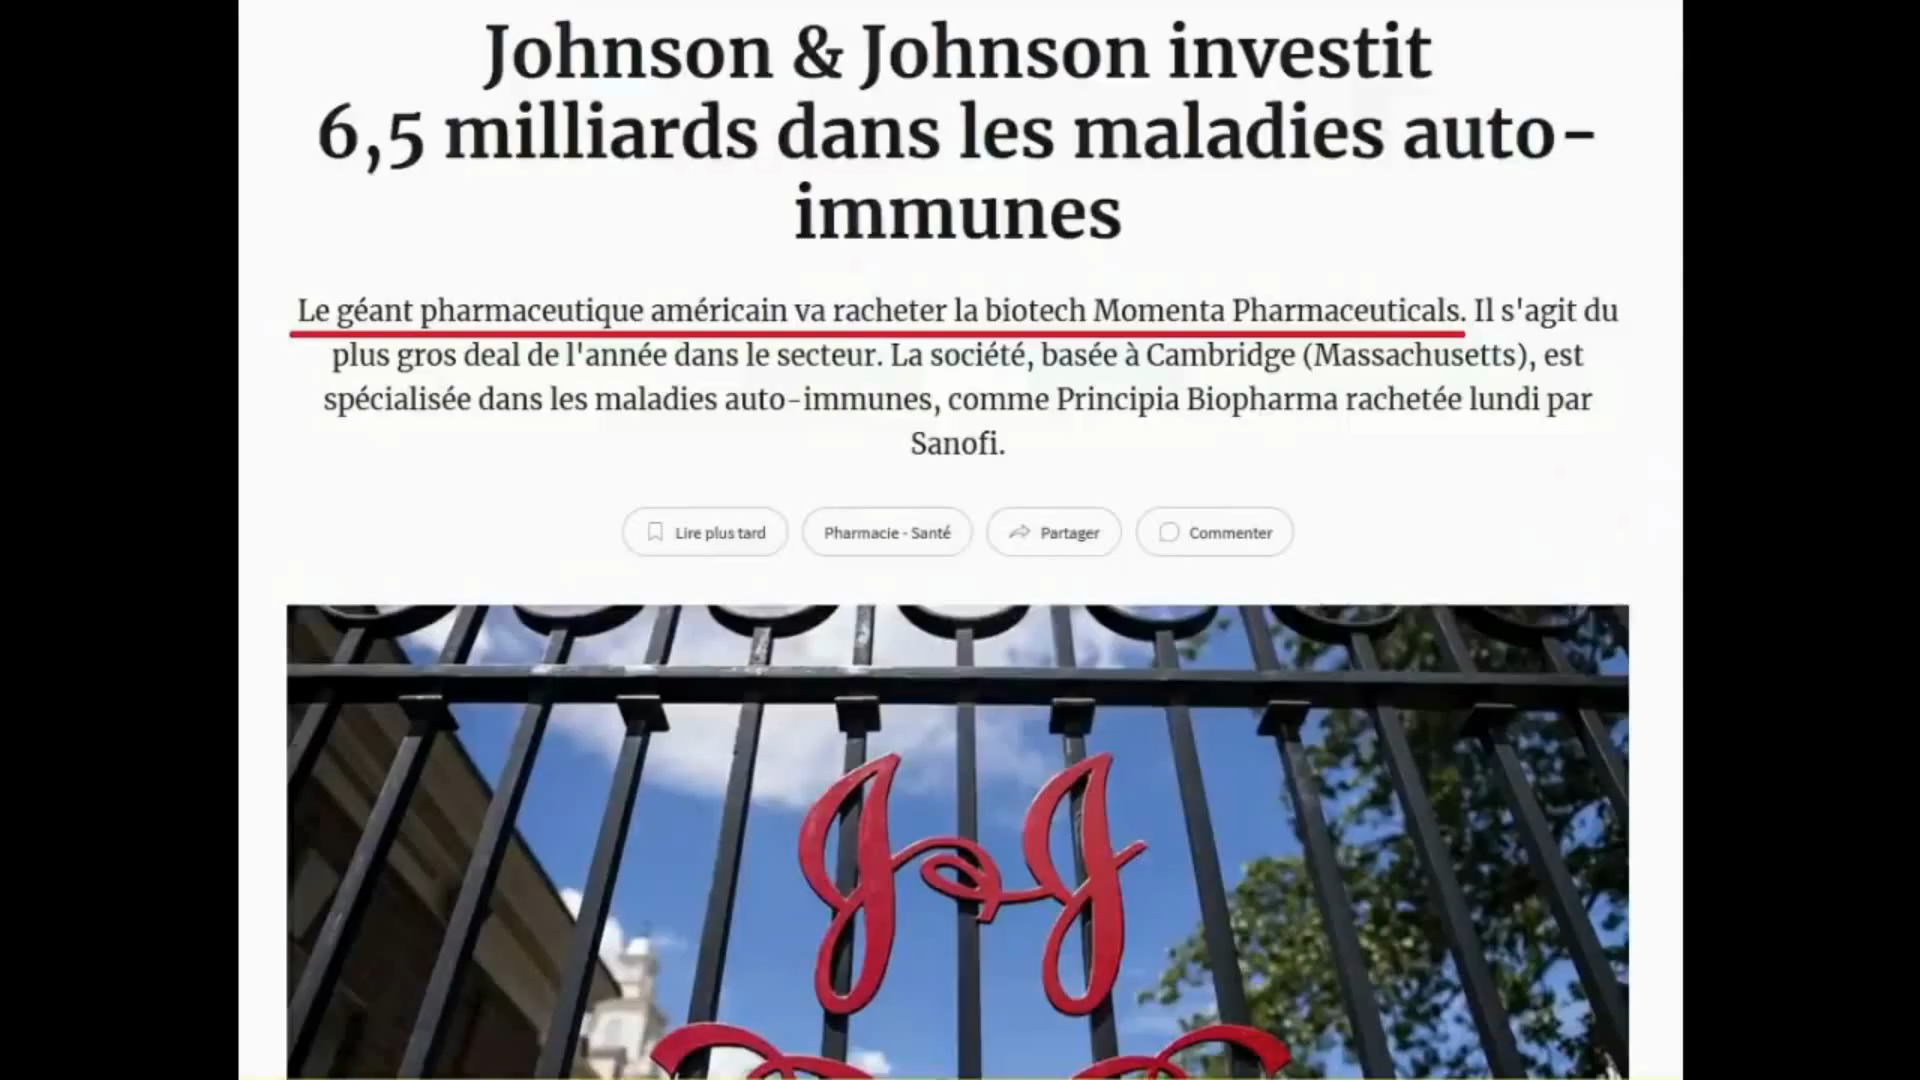 Johnson & Johnson investit
6,5 milliards dans les maladies auto-
immunes
Le géant pharmaceutique américain va racheter la biotech Momenta Pharmaceuticals. Il s'agit du
plus gros deal de l'année dans le secteur. La société, basée à Cambridge (Massachusetts), est
spécialisée dans les maladies auto-immunes, comme Principia Biopharma rachetée lundi par
Sanofi.
Lire plus tard
Pharmacie - Santé
Partager
Commenter